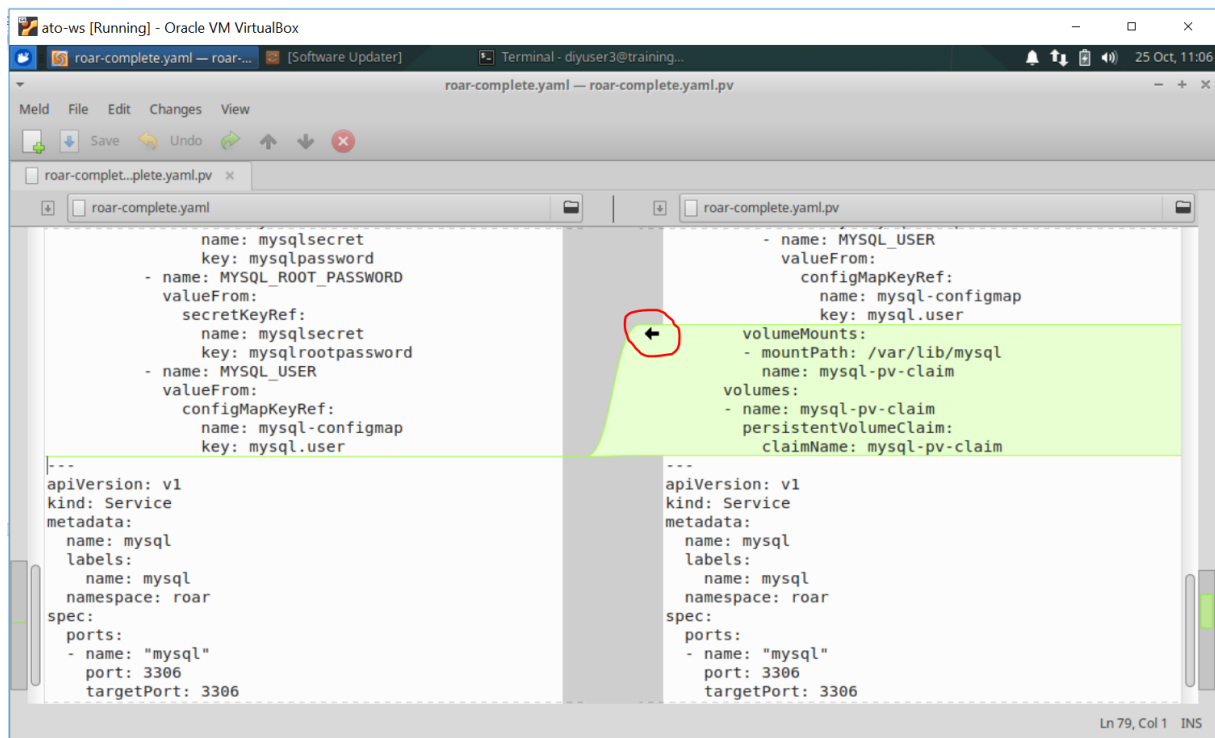 ato-ws [Running] - Oracle VM VirtualBox
roar-complete.yaml — roar-...
[Software Updater]
Terminal - diyuser3@training...
25 Oct, 11:06
roar-complete.yaml — roar-complete.yaml.pv
Meld File Edit Changes View
Save Undo
roar-complet...plete.yaml.pv
roar-complete.yaml
name: mysqlsecret
key: mysqlpassword
- name: MYSQL_ROOT_PASSWORD
valueFrom:
secretKeyRef:
name: mysqlsecret
key: mysqlrootpassword
- name: MYSQL_USER
valueFrom:
configMapKeyRef:
name: mysql-configmap
key: mysql.user
---
apiVersion: v1
kind: Service
metadata:
name: mysql
labels:
name: mysql
namespace: roar
spec:
ports:
- name: "mysql"
port: 3306
targetPort: 3306
roar-complete.yaml.pv
- name: MYSQL_USER
valueFrom:
configMapKeyRef:
name: mysql-configmap
key: mysql.user
volumeMounts:
- mountPath: /var/lib/mysql
name: mysql-pv-claim
volumes:
- name: mysql-pv-claim
persistentVolumeClaim:
claimName: mysql-pv-claim
---
apiVersion: v1
kind: Service
metadata:
name: mysql
labels:
name: mysql
namespace: roar
spec:
ports:
- name: "mysql"
port: 3306
targetPort: 3306
Ln 79, Col 1 INS